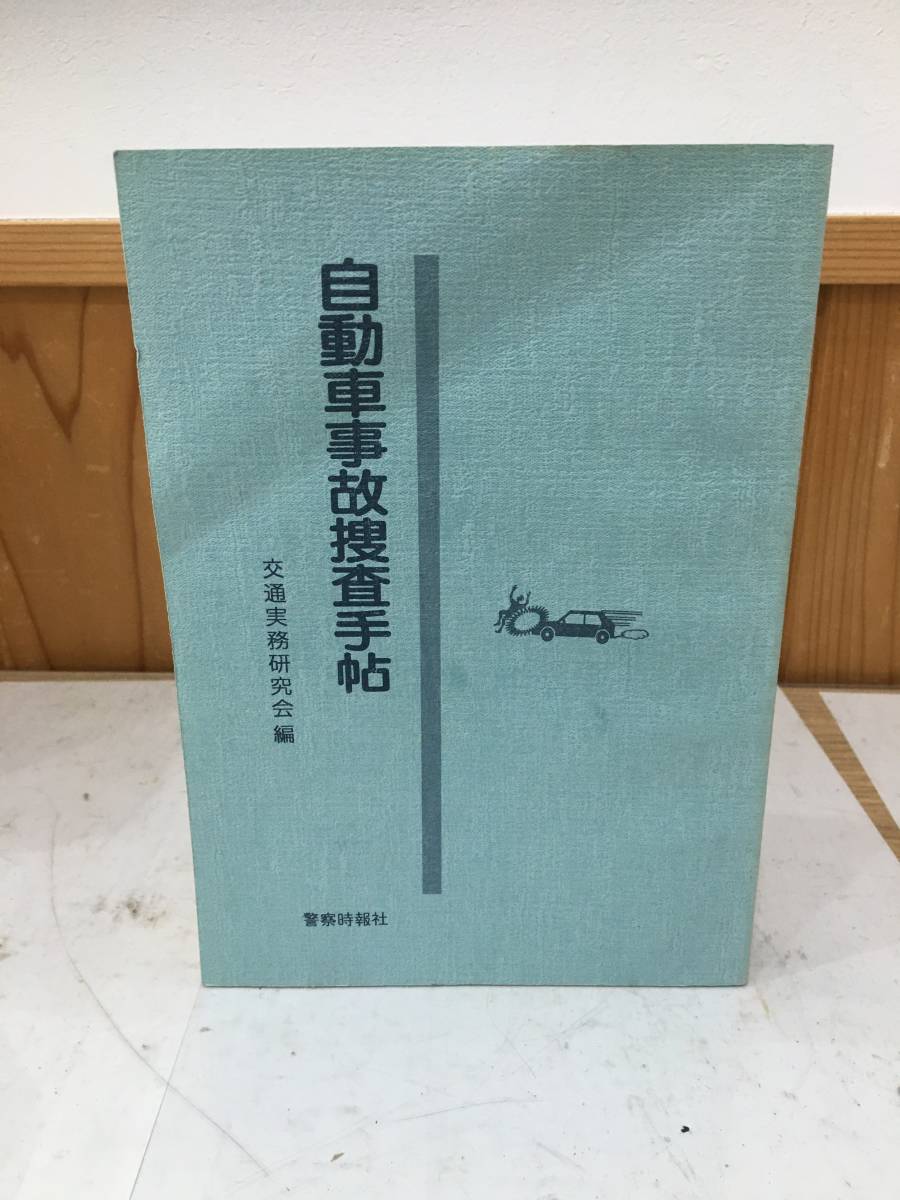 自動車事故捜査手帖
交通実務研究会 編
警察時報社